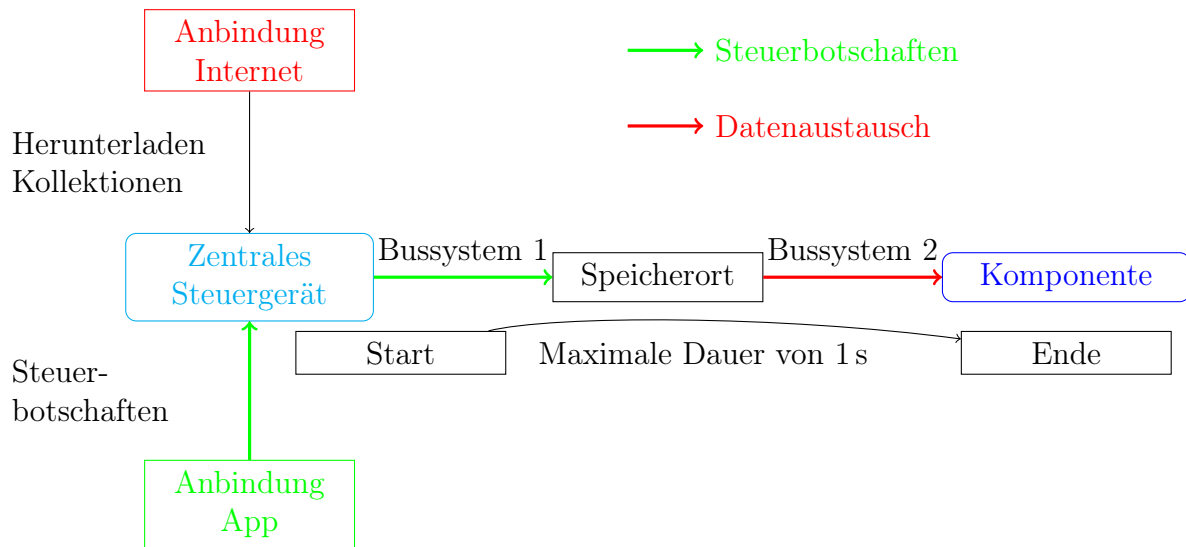 Anbindung
Internet
Steuerbotschaften
Datenaustausch
Herunterladen
Kollektionen
Zentrales
Steuergerät
Bussystem 1
Speicherort
Bussystem 2
Komponente
Start
Maximale Dauer von 1 s
Ende
Steuer-
botschaften
Anbindung
App